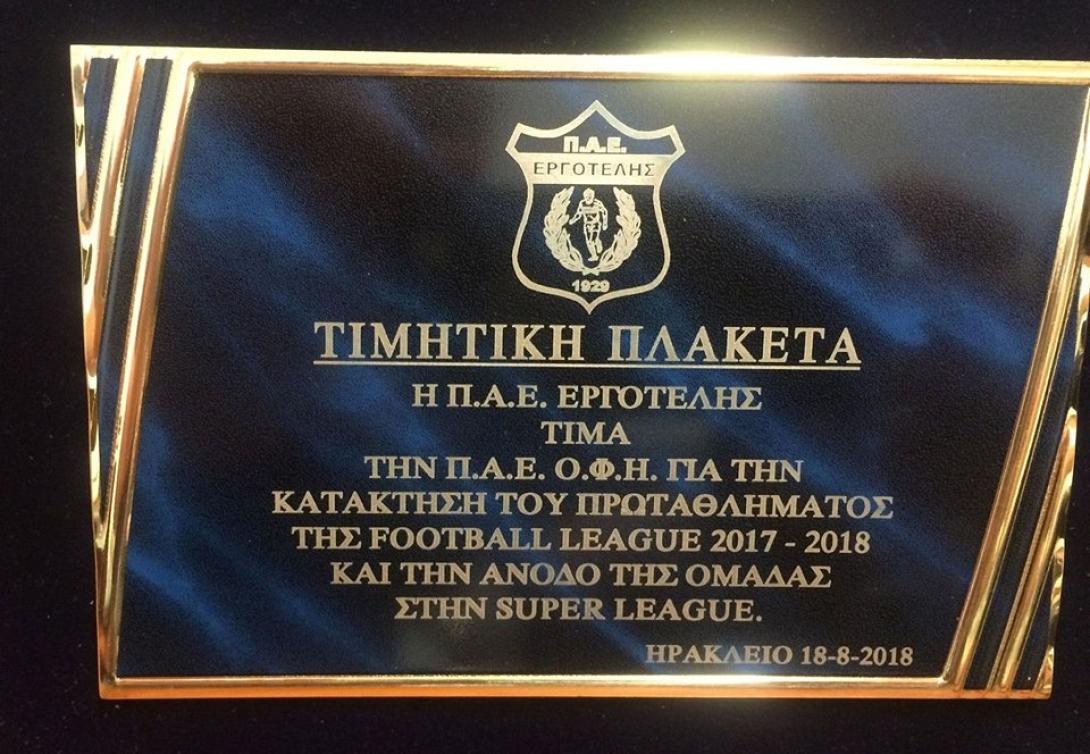 Π.Α.Ε.
ΕΡΓΟΤΕΛΗΣ
1929
ΤΙΜΗΤΙΚΗ ΠΛΑΚΕΤΑ
Η Π.Α.Ε. ΕΡΓΟΤΕΛΗΣ
ΤΙΜΑ
ΤΗΝ Π.Α.Ε. Ο.Φ.Η. ΓΙΑ ΤΗΝ
ΚΑΤΑΚΤΗΣΗ ΤΟΥ ΠΡΩΤΑΘΛΗΜΑΤΟΣ
ΤΗΣ FOOTBALL LEAGUE 2017 - 2018
ΚΑΙ ΤΗΝ ΑΝΟΔΟ ΤΗΣ ΟΜΑΔΑΣ
ΣΤΗΝ SUPER LEAGUE.
ΗΡΑΚΛΕΙΟ 18-8-2018